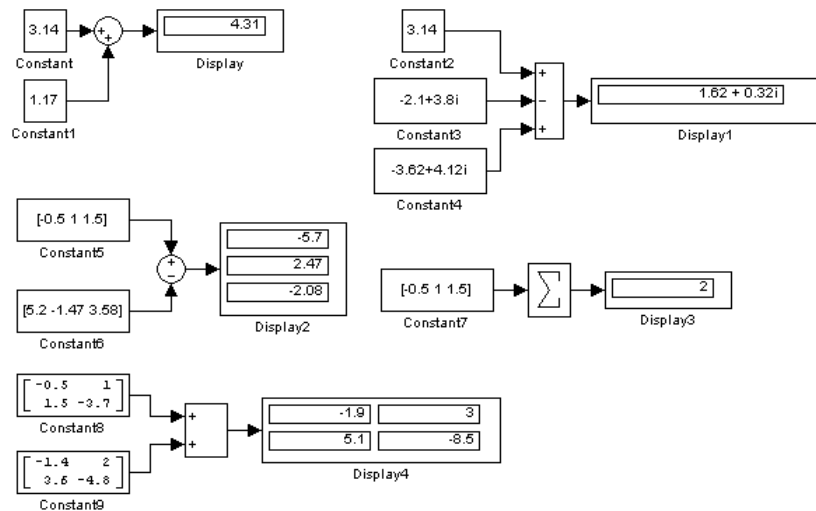 3.14
+
+
4.31
Constant
Display
1.17
Constant1
3.14
Constant2
+
-2.1+3.8i
−
1.62 + 0.32i
Constant3
+
Display1
-3.62+4.12i
Constant4
[-0.5 1 1.5]
Constant5
+
−
-5.7
2.47
-2.08
[5.2 -1.47 3.58]
Constant6
Display2
[-0.5 1 1.5]
Constant7
∑
2
Display3
-0.5 1
1.5 -3.7
Constant8
+
+
-1.9 3
5.1 -8.5
-1.4 2
3.6 -4.8
Constant9
Display4